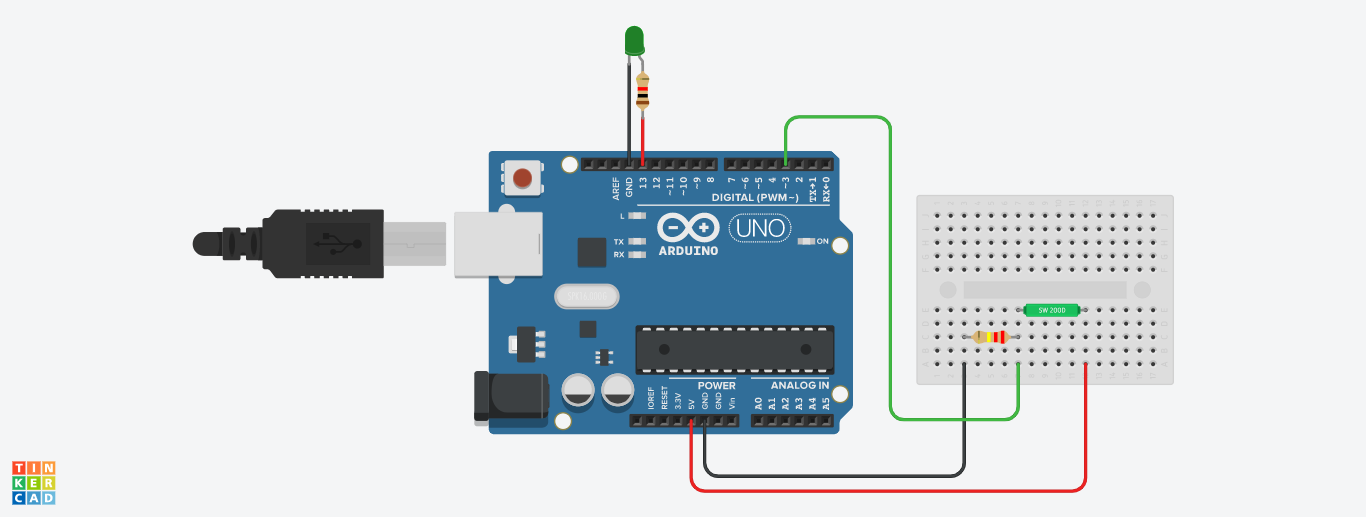 AREF
GND
13
12
~11
~10
~9
8
7
~6
~5
4
~3
2
TX→1
RX←0
DIGITAL (PWM~)
L
TX
RX
ARDUINO
UNO
ON
SW 200D
POWER
ANALOG IN
IOREF
RESET
3.3V
5V
GND
GND
Vin
A0
A1
A2
A3
A4
A5
TIN
KER
CAD